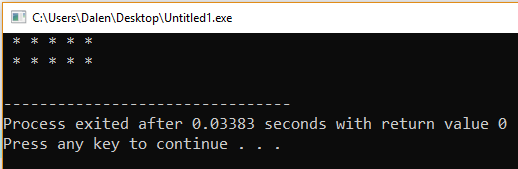 C:\Users\Dalen\Desktop\Untitled1.exe
* * * * *
* * * * *
--------------------------------
Process exited after 0.03383 seconds with return value 0
Press any key to continue . . .